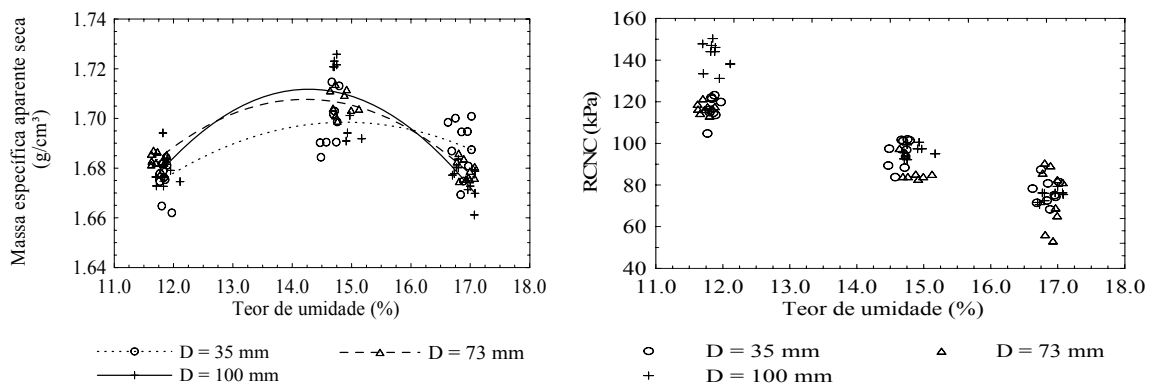 Massa específica aparente seca
(g/cm³)
1.74
1.72
1.70
1.68
1.66
1.64
11.0 12.0 13.0 14.0 15.0 16.0 17.0 18.0
Teor de umidade (%)
D = 35 mm
D = 73 mm
D = 100 mm
RCNC (kPa)
160
140
120
100
80
60
40
11.0 12.0 13.0 14.0 15.0 16.0 17.0 18.0
Teor de umidade (%)
D = 35 mm
D = 73 mm
D = 100 mm